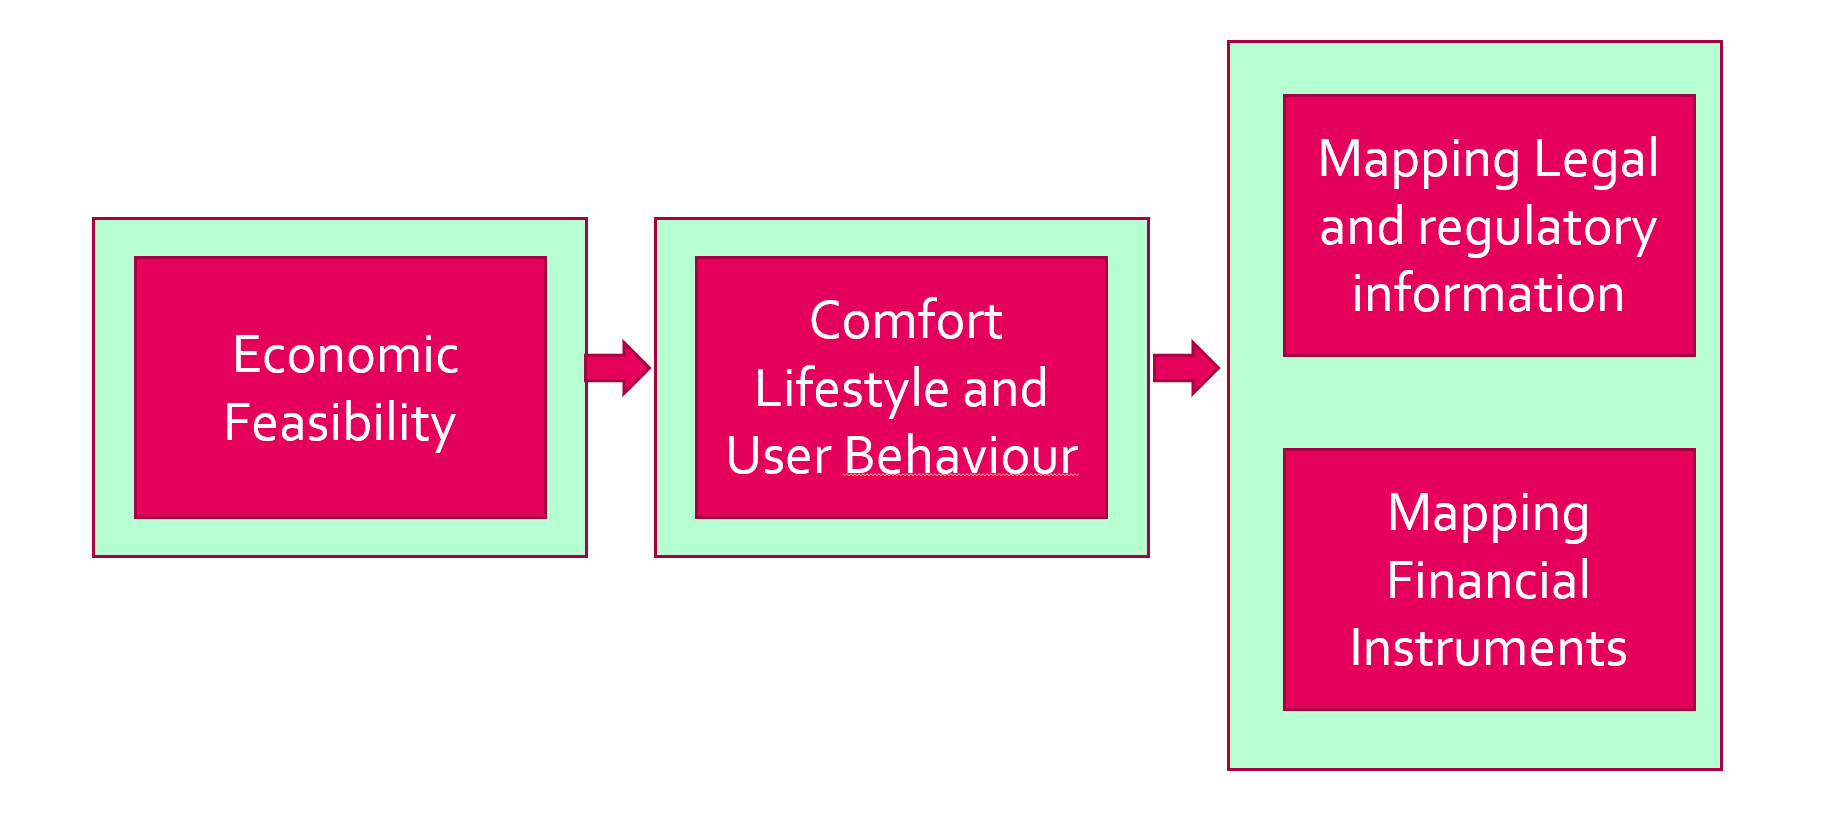 Economic
Feasibility
Comfort
Lifestyle and
User Behaviour
Mapping Legal
and regulatory
information
Mapping
Financial
Instruments